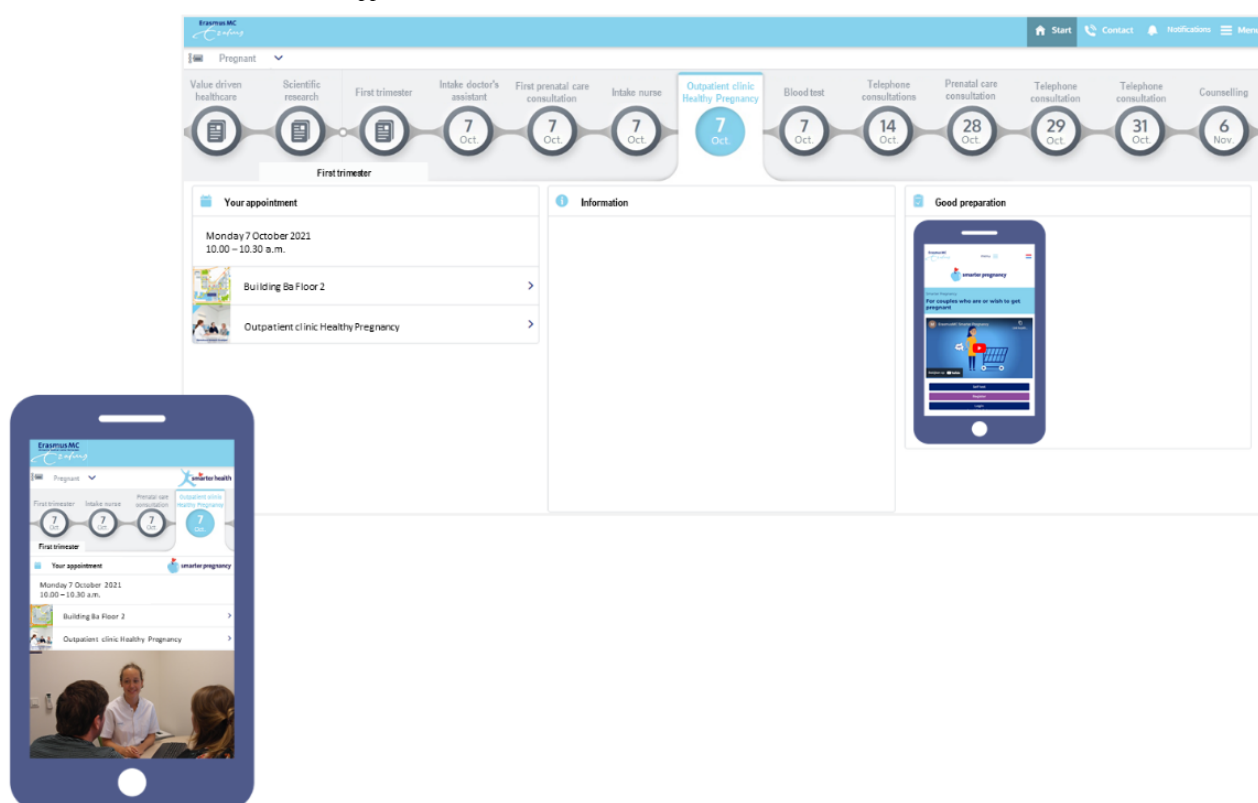 Erasmus MC
Erasmus
Start
Contact
Notifications
Menu
Pregnant
Value driven
healthcare
Scientific
research
First trimester
Intake doctor's
assistant
7
Oct.
First prenatal care
consultation
7
Oct.
Intake nurse
7
Oct.
Outpatient clinic
Healthy Pregnancy
7
Oct.
Blood test
7
Oct.
Telephone
consultations
14
Oct.
Prenatal care
consultation
28
Oct.
Telephone
consultation
29
Oct.
Telephone
consultation
31
Oct.
Counselling
6
Nov.
First trimester
Your appointment
Monday 7 October 2021
10.00 – 10.30 a.m.
Building Ba Floor 2
Outpatient clinic Healthy Pregnancy
Information
Good preparation
smarter pregnancy
For couples who are or wish to get
pregnant
Register
Login
Erasmus MC
Erasmus
Pregnant
smarter health
First trimester
7
Oct.
Intake nurse
7
Oct.
Prenatal care
consultation
7
Oct.
Outpatient clinic
Healthy Pregnancy
7
Oct.
First trimester
Your appointment
smarter pregnancy
Monday 7 October 2021
10.00 – 10.30 a.m.
Building Ba Floor 2
Outpatient clinic Healthy Pregnancy